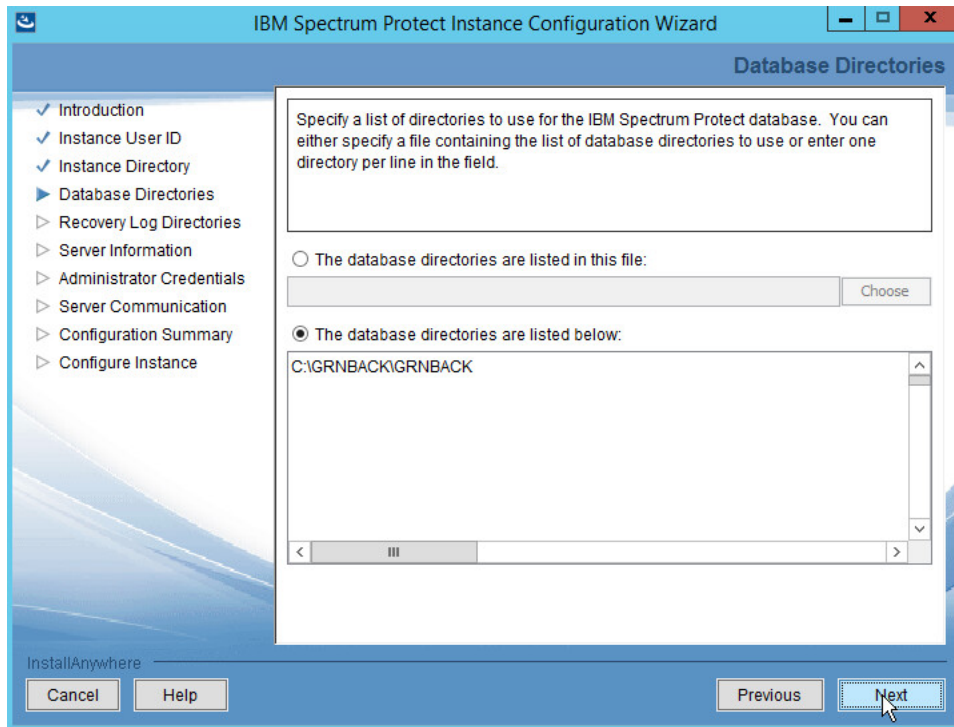 IBM Spectrum Protect Instance Configuration Wizard
Database Directories
Introduction
Instance User ID
Instance Directory
Database Directories
Recovery Log Directories
Server Information
Administrator Credentials
Server Communication
Configuration Summary
Configure Instance
Specify a list of directories to use for the IBM Spectrum Protect database. You can
either specify a file containing the list of database directories to use or enter one
directory per line in the field.
The database directories are listed in this file:
Choose
The database directories are listed below:
C:\GRNBACK\GRNBACK
InstallAnywhere
Cancel
Help
Previous
Next